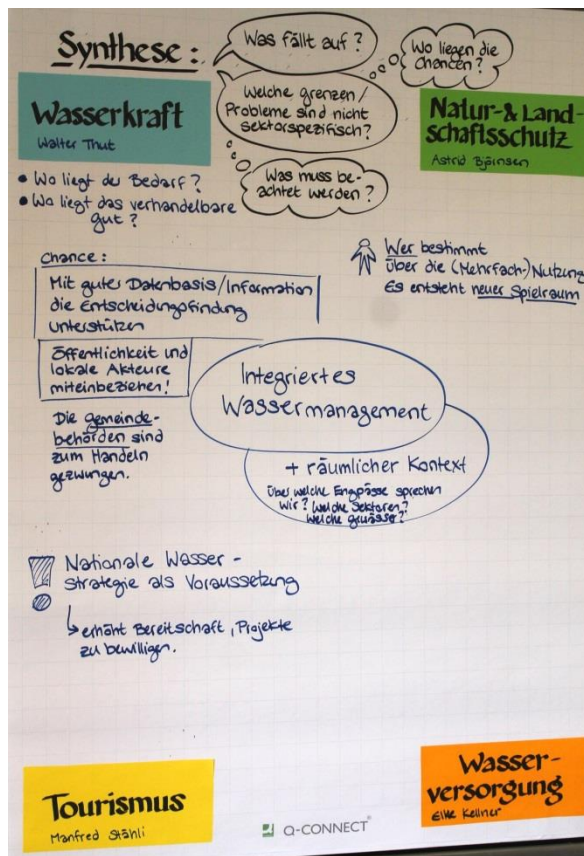 Synthese :
Was fällt auf ?
Wo liegen die
Chancen ?
Welche grenzen /
Probleme sind nicht
sektorspezifisch ?
Was muss be-
achtet werden ?
Wasserkraft
Walter Thut
Natur- & Land-
schaftsschutz
Astrid Björnsen
• Wo liegt der Bedarf ?
• Wo liegt das verhandelbare
gut ?
Wer bestimmt
über die (Mehrfach-) Nutzung
Es entsteht neuer Spielraum
Chance :
Mit guter Datenbasis / Information
die Entscheidungsfindung
unterstützen
Öffentlichkeit und
lokale Akteure
miteinbeziehen !
Die gemeinde-
behörden sind
zum Handeln
gezwungen.
Integriertes
Wassermanagement
+ räumlicher Kontext
Über welche Engpässe sprechen
wir ? Welche Sektoren ?
Welche grösse ?
! Nationale Wasser -
strategie als Voraussetzung
↳ erhöht Bereitschaft, Projekte
zu bewilligen.
Tourismus
Manfred Stähli
Q-CONNECT®
Wasser-
versorgung
Elke Kellner